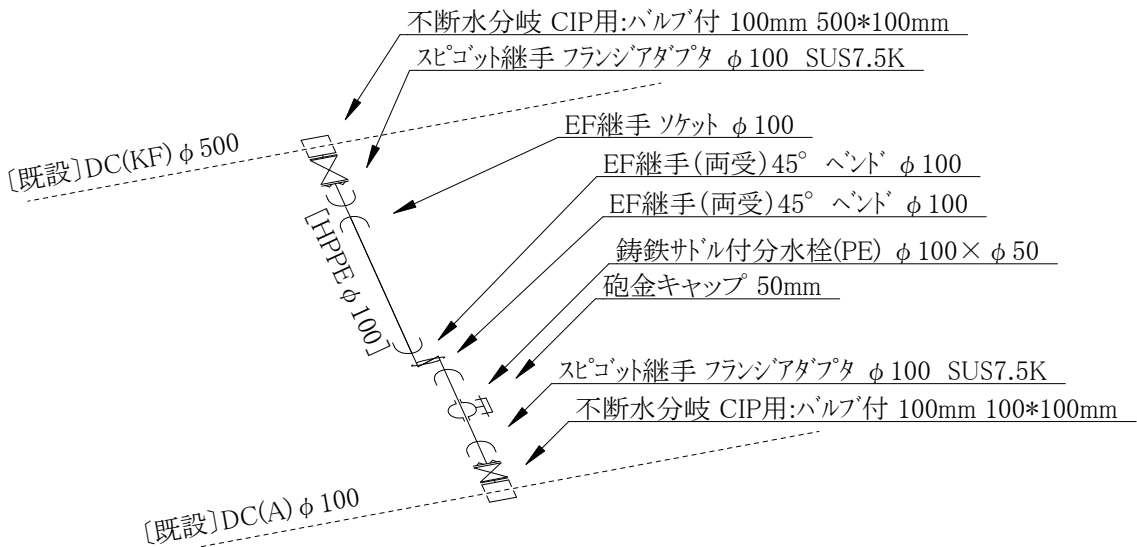 不断水分岐 CIP用:バルブ付 100mm 500*100mm
スピゴット継手 フランジアダプタ φ100 SUS7.5K
[既設]DC(KF)φ500
EF継手 ソケット φ100
EF継手(両受)45° ベンド φ100
EF継手(両受)45° ベンド φ100
[HPPEφ100]
鋳鉄サドル付分水栓(PE) φ100×φ50
砲金キャップ 50mm
スピゴット継手 フランジアダプタ φ100 SUS7.5K
不断水分岐 CIP用:バルブ付 100mm 100*100mm
[既設]DC(A)φ100